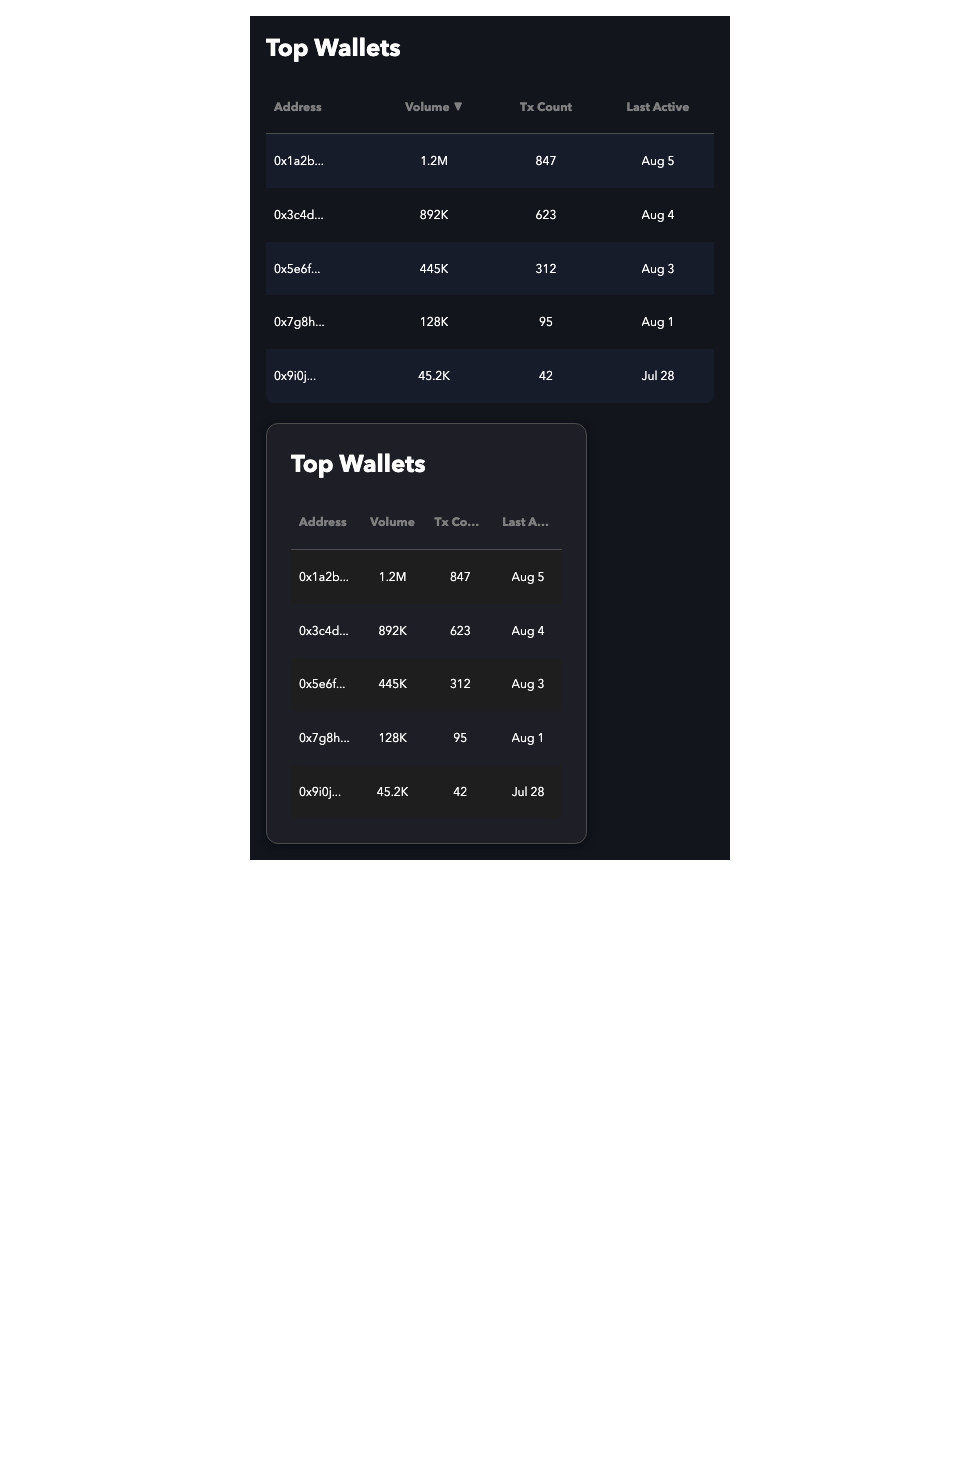 Top Wallets
Address Volume ▼ Tx Count Last Active
0x1a2b... 1.2M 847 Aug 5
0x3c4d... 892K 623 Aug 4
0x5e6f... 445K 312 Aug 3
0x7g8h... 128K 95 Aug 1
0x9i0j... 45.2K 42 Jul 28
Top Wallets
Address Volume Tx Co... Last A...
0x1a2b... 1.2M 847 Aug 5
0x3c4d... 892K 623 Aug 4
0x5e6f... 445K 312 Aug 3
0x7g8h... 128K 95 Aug 1
0x9i0j... 45.2K 42 Jul 28